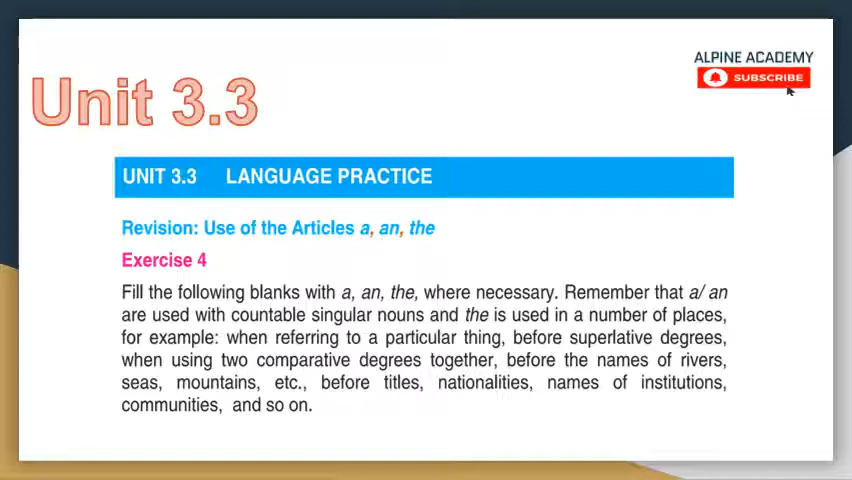 ALPINE ACADEMY
SUBSCRIBE
Unit 3.3
UNIT 3.3 LANGUAGE PRACTICE
Revision: Use of the Articles a, an, the
Exercise 4
Fill the following blanks with a, an, the, where necessary. Remember that a/ an
are used with countable singular nouns and the is used in a number of places,
for example: when referring to a particular thing, before superlative degrees,
when using two comparative degrees together, before the names of rivers,
seas, mountains, etc., before titles, nationalities, names of institutions,
communities, and so on.